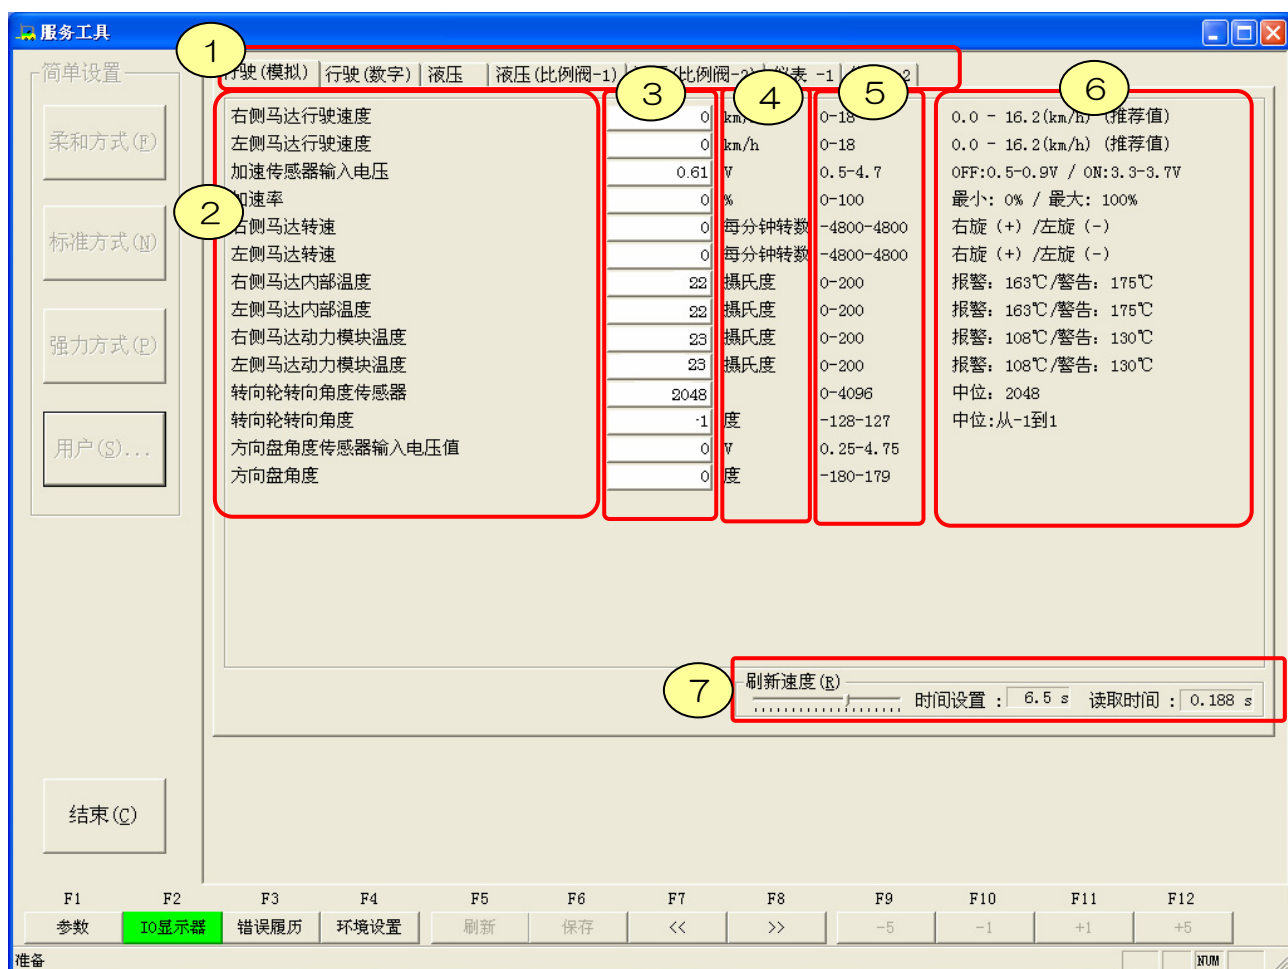 服务工具
简单设置
柔和方式(F)
标准方式(N)
强力方式(P)
用户(S)...
结束(C)
1
行驶(模拟) 行驶(数字) 液压 液压(比例阀-1) (比例阀-2) 仪表 -1
2
3
4
5
6
右侧马达行驶速度 0 km/ 0-18 0.0 - 16.2(km/h) (推荐值)
左侧马达行驶速度 0 km/h 0-18 0.0 - 16.2(km/h) (推荐值)
加速传感器输入电压 0.61 V 0.5-4.7 OFF:0.5-0.9V / ON:3.3-3.7V
加速率 0 % 0-100 最小: 0% / 最大: 100%
右侧马达转速 0 每分钟转数 -4800-4800 右旋 (+) /左旋 (-)
左侧马达转速 0 每分钟转数 -4800-4800 右旋 (+) /左旋 (-)
右侧马达内部温度 22 摄氏度 0-200 报警: 163℃/警告: 175℃
左侧马达内部温度 22 摄氏度 0-200 报警: 163℃/警告: 175℃
右侧马达动力模块温度 23 摄氏度 0-200 报警: 108℃/警告: 130℃
左侧马达动力模块温度 23 摄氏度 0-200 报警: 108℃/警告: 130℃
转向轮转向角度传感器 2048 0-4096 中位: 2048
转向轮转向角度 -1 度 -128-127 中位:从-1到1
方向盘角度传感器输入电压值 0 V 0.25-4.75
方向盘角度 0 度 -180-179
7
刷新速度(R)
时间设置 : 6.5 s 读取时间 : 0.188 s
F1 F2 F3 F4 F5 F6 F7 F8 F9 F10 F11 F12
参数 IO显示器 错误履历 环境设置 刷新 保存 << >> -5 -1 +1 +5
准备 NUM